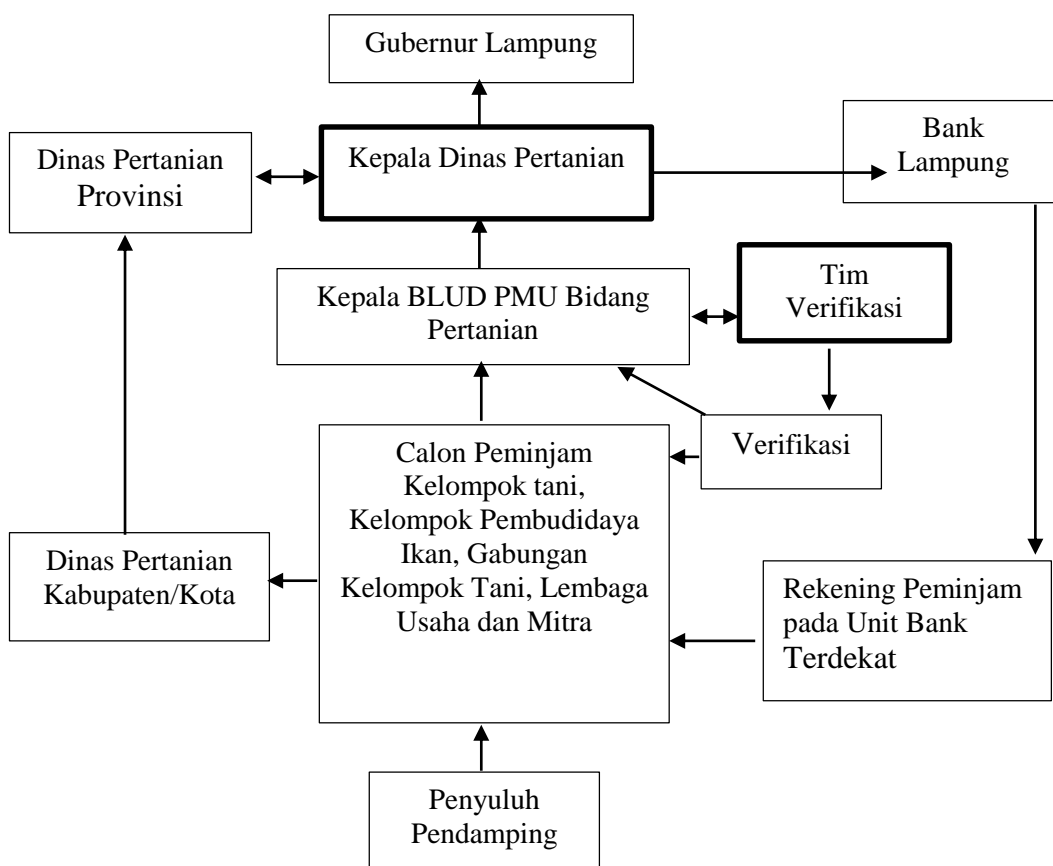 Gubernur Lampung
Dinas Pertanian
Provinsi
Kepala Dinas Pertanian
Bank
Lampung
Kepala BLUD PMU Bidang
Pertanian
Tim
Verifikasi
Verifikasi
Calon Peminjam
Kelompok tani,
Kelompok Pembudidaya
Ikan, Gabungan
Kelompok Tani, Lembaga
Usaha dan Mitra
Dinas Pertanian
Kabupaten/Kota
Rekening Peminjam
pada Unit Bank
Terdekat
Penyuluh
Pendamping